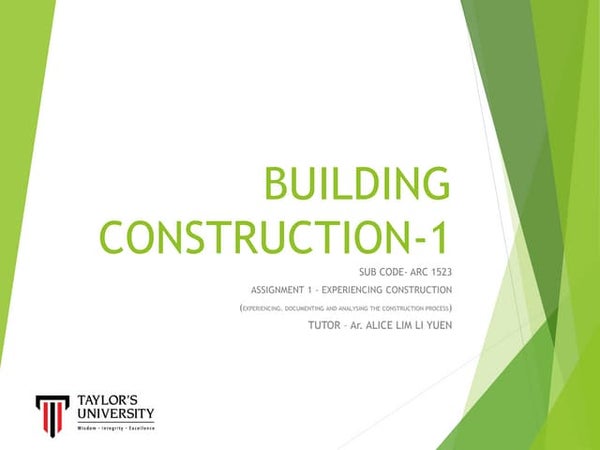 BUILDING
CONSTRUCTION-1
SUB CODE- ARC 1523
ASSIGNMENT 1 - EXPERIENCING CONSTRUCTION
(EXPERIENCING, DOCUMENTING AND ANALYSING THE CONSTRUCTION PROCESS)
TUTOR – Ar. ALICE LIM LI YUEN
TAYLOR'S
UNIVERSITY
Wisdom • Integrity • Excellence